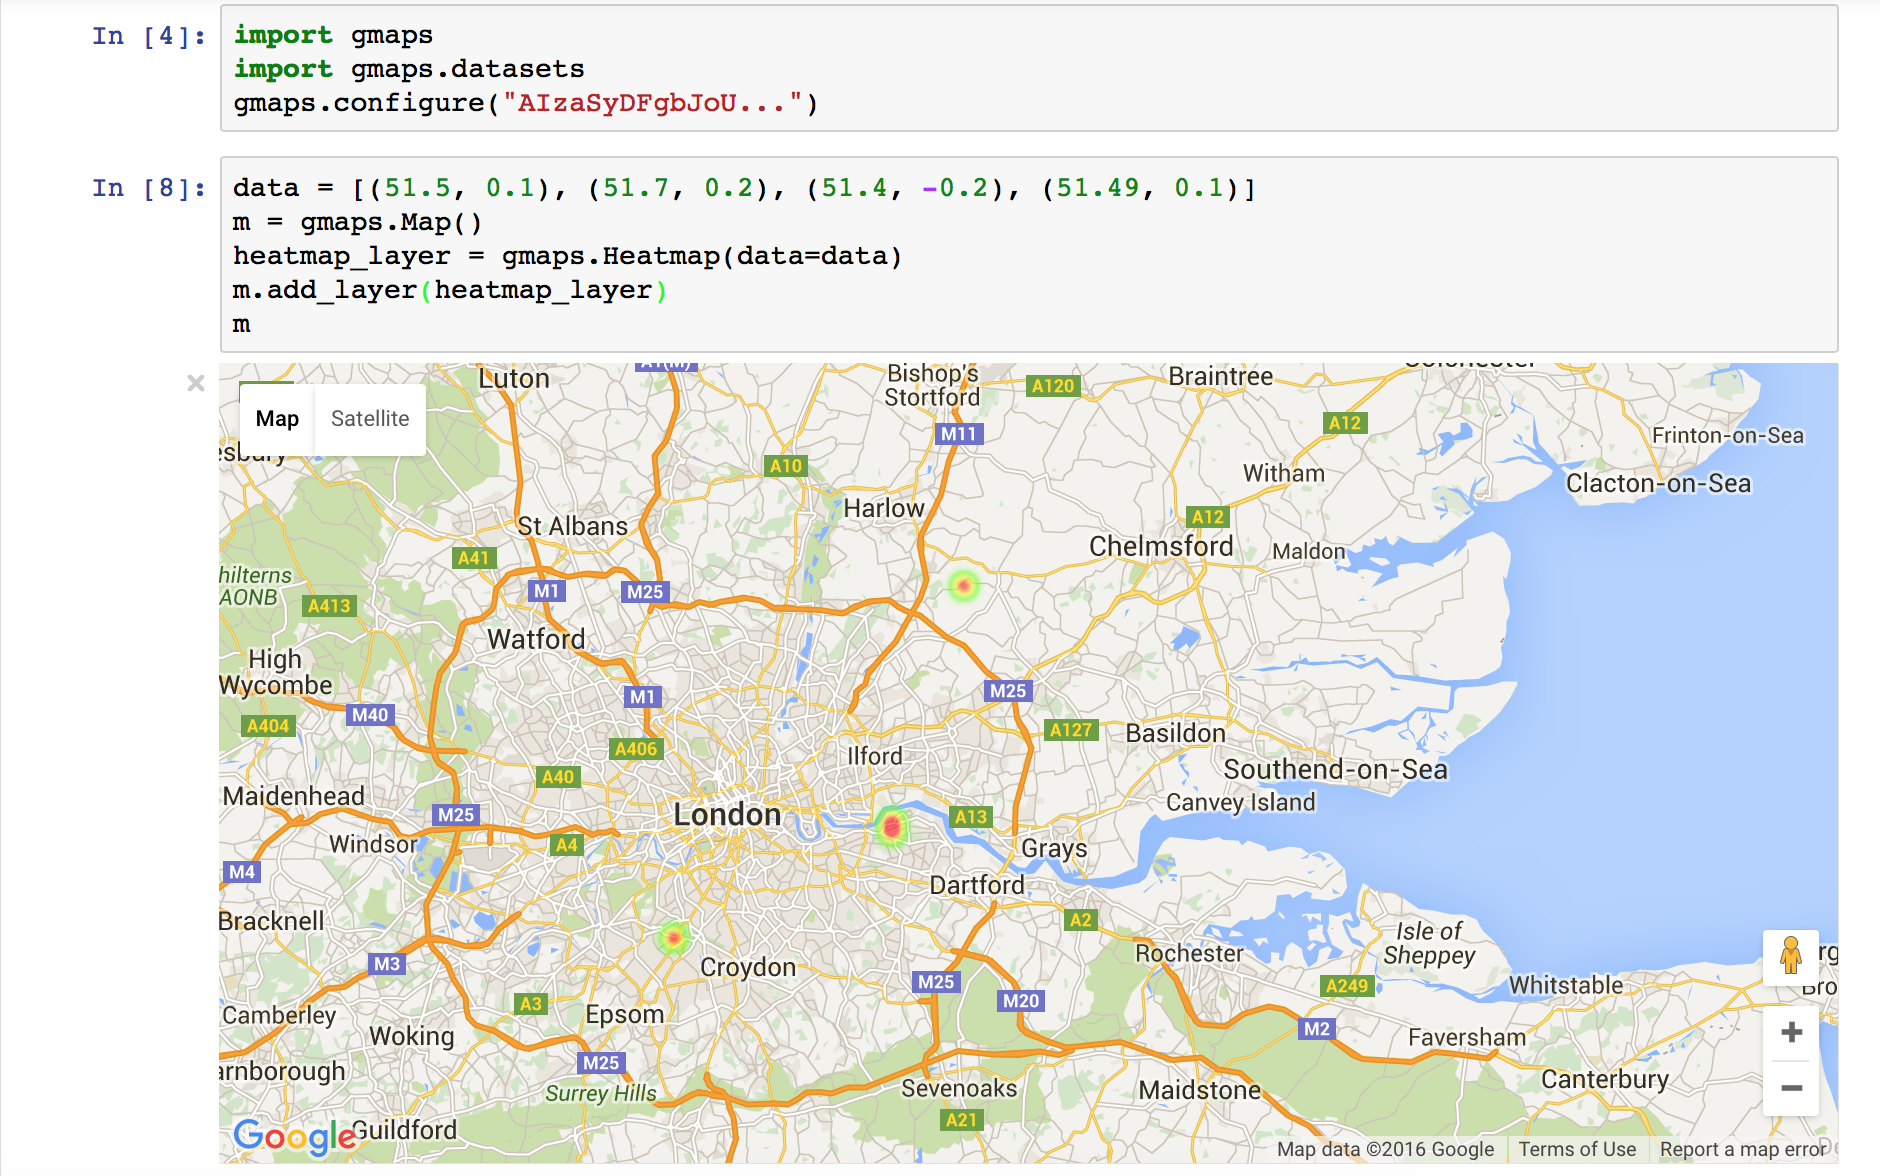 In [4]:
import gmaps
import gmaps.datasets
gmaps.configure("AIzaSyDFgbJoU...")
In [8]:
data = [(51.5, 0.1), (51.7, 0.2), (51.4, -0.2), (51.49, 0.1)]
m = gmaps.Map()
heatmap_layer = gmaps.Heatmap(data=data)
m.add_layer(heatmap_layer)
m
Map
Satellite
Luton
A1(M)
Bishop's
Stortford
A120
Braintree
A12
Frinton-on-Sea
M11
esbury
A10
Witham
Clacton-on-Sea
Harlow
St Albans
A12
A41
Chelmsford
Maldon
hilterns
AONB
A413
M1
M25
Watford
High
Wycombe
M1
M25
M40
A404
A406
A127
Basildon
Ilford
A40
Southend-on-Sea
Maidenhead
Canvey Island
M25
London
A13
Windsor
A4
Grays
M4
Dartford
Bracknell
A2
Isle of
Sheppey
M3
Croydon
Rochester
M25
M20
A249
Whitstable
A3
Camberley
Epsom
Woking
M2
Faversham
M25
arnborough
Surrey Hills
Sevenoaks
Maidstone
Canterbury
A21
Google
Guildford
Map data ©2016 Google
Terms of Use
Report a map error